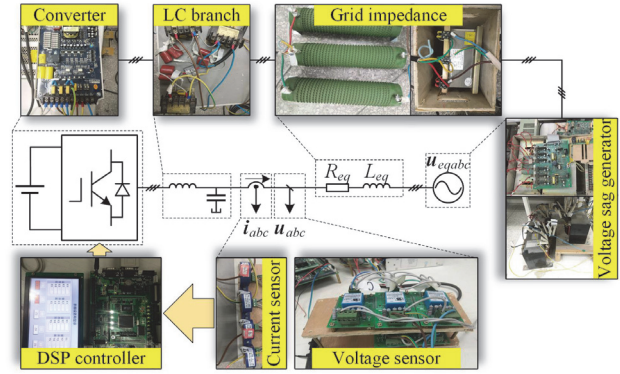 Converter
LC branch
Grid impedance
Voltage sag generator
R_eq
L_eq
u_eqabc
i_abc
u_abc
DSP controller
Current sensor
Voltage sensor